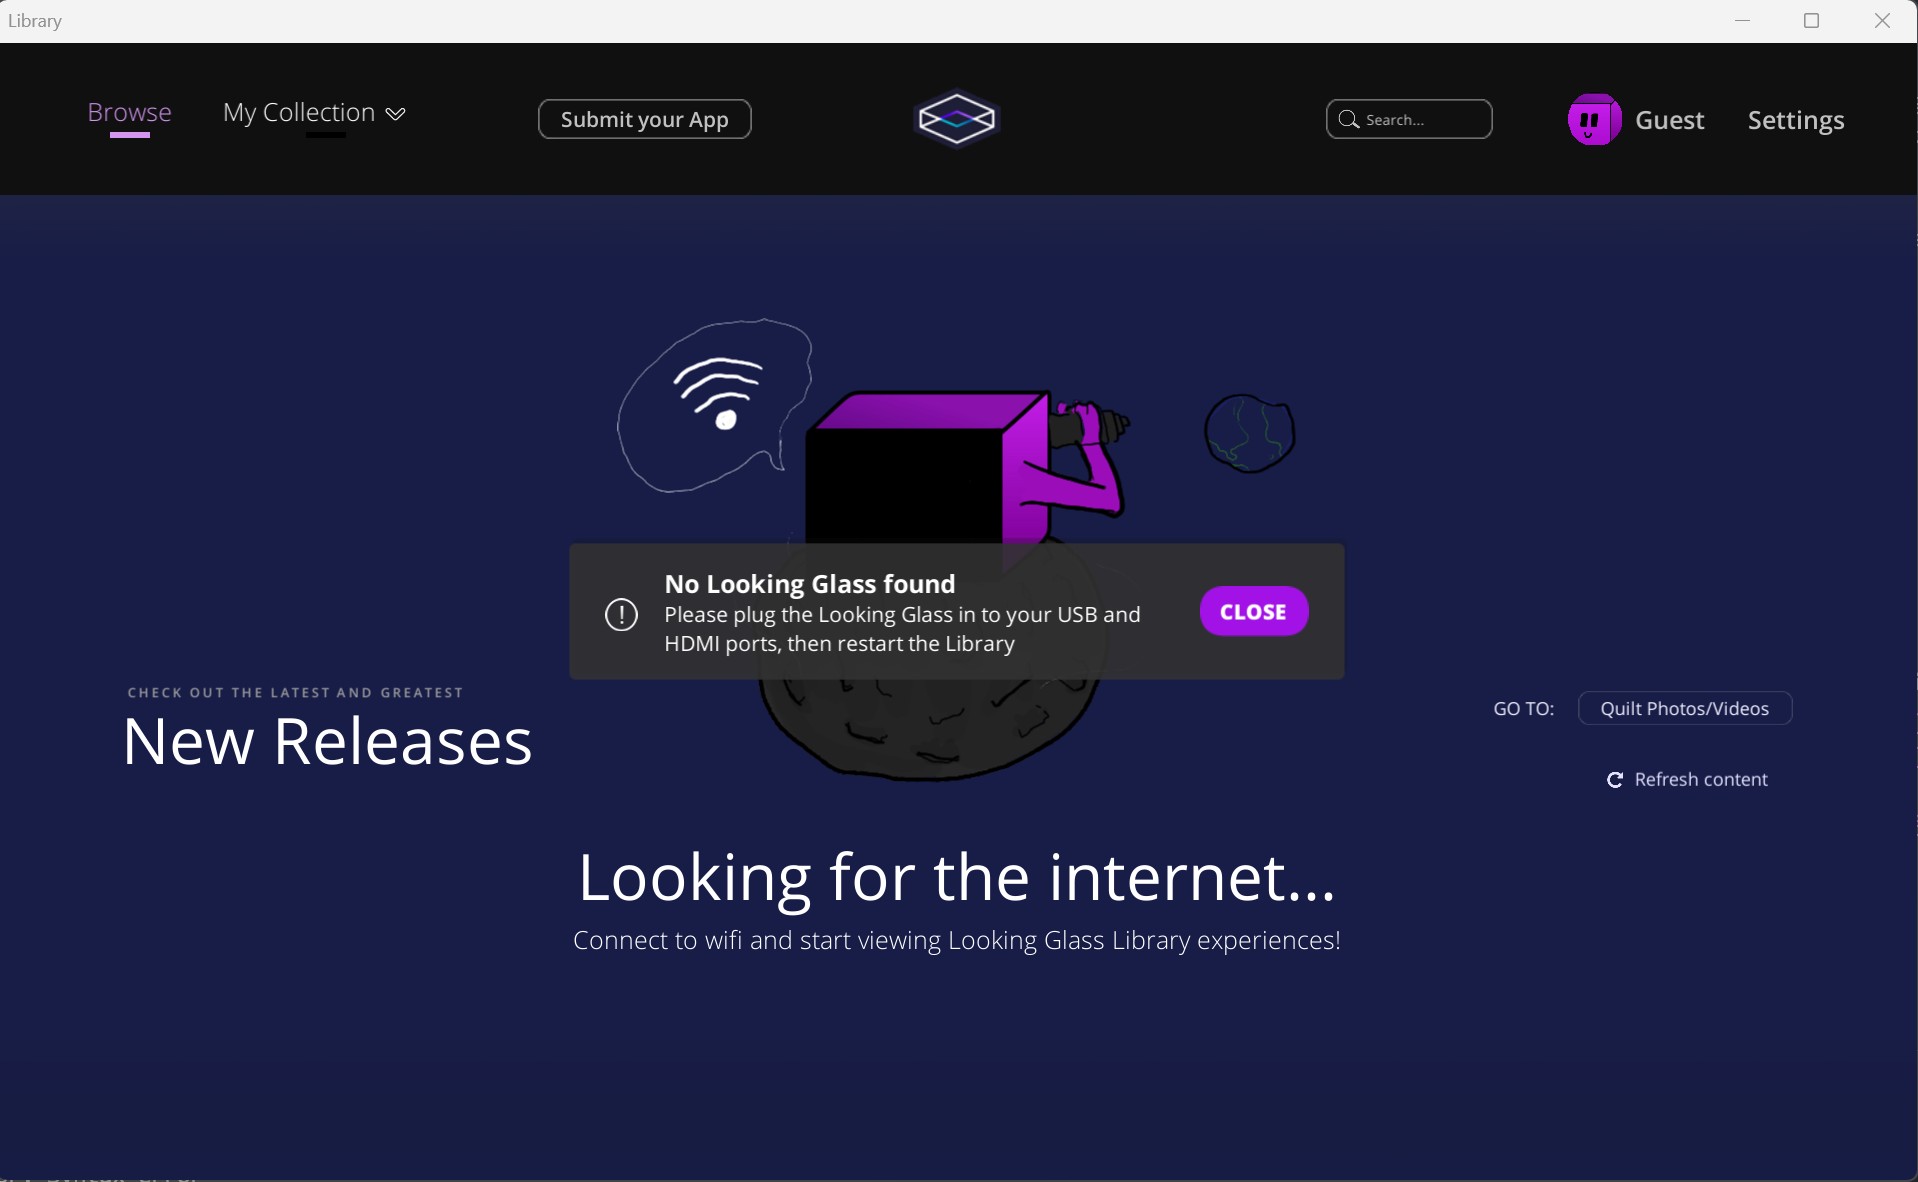 Library
Browse
My Collection
Submit your App
Search...
Guest
Settings
No Looking Glass found
Please plug the Looking Glass in to your USB and
HDMI ports, then restart the Library
CLOSE
CHECK OUT THE LATEST AND GREATEST
New Releases
GO TO:
Quilt Photos/Videos
Refresh content
Looking for the internet...
Connect to wifi and start viewing Looking Glass Library experiences!